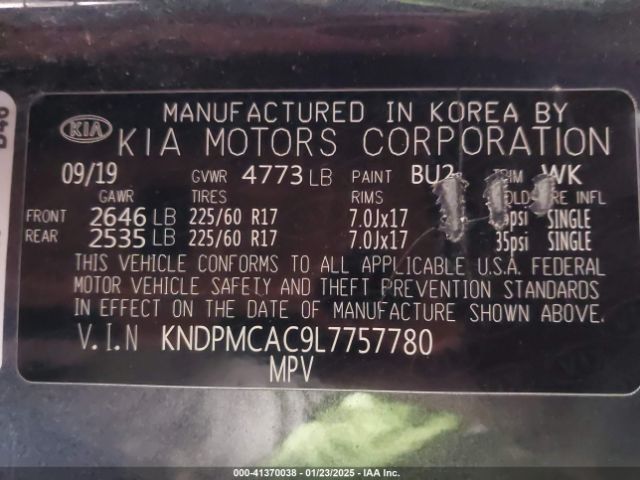 KIA
MANUFACTURED IN KOREA BY
KIA MOTORS CORPORATION
09/19 GVWR 4773 LB PAINT BU2 WK
GAWR TIRES RIMS INFL
FRONT 2646 LB 225/60 R17 7.0Jx17 psi SINGLE
REAR 2535 LB 225/60 R17 7.0Jx17 35psi SINGLE
THIS VEHICLE CONFORMS TO ALL APPLICABLE U.S.A. FEDERAL
MOTOR VEHICLE SAFETY AND THEFT PREVENTION STANDARDS
IN EFFECT ON THE DATE OF MANUFACTURE SHOWN ABOVE.
V.I.N KNDPMCAC9L7757780
MPV
000-41370038 - 01/23/2025 - IAA Inc.